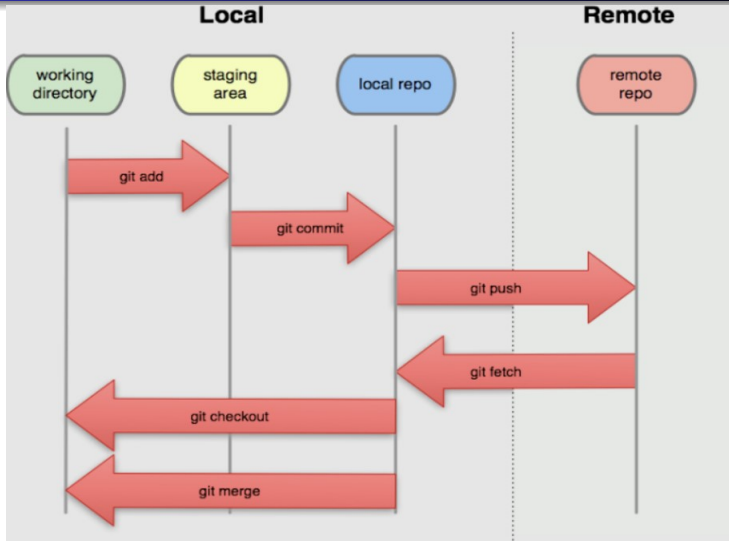 Local
Remote
working
directory
staging
area
local repo
remote
repo
git add
git commit
git push
git fetch
git checkout
git merge